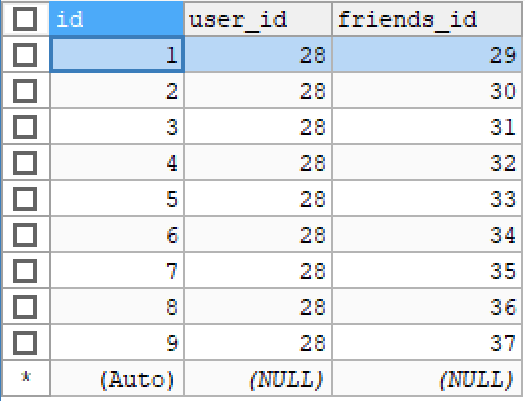 id user_id friends_id
1 28 29
2 28 30
3 28 31
4 28 32
5 28 33
6 28 34
7 28 35
8 28 36
9 28 37
* (Auto) (NULL) (NULL)